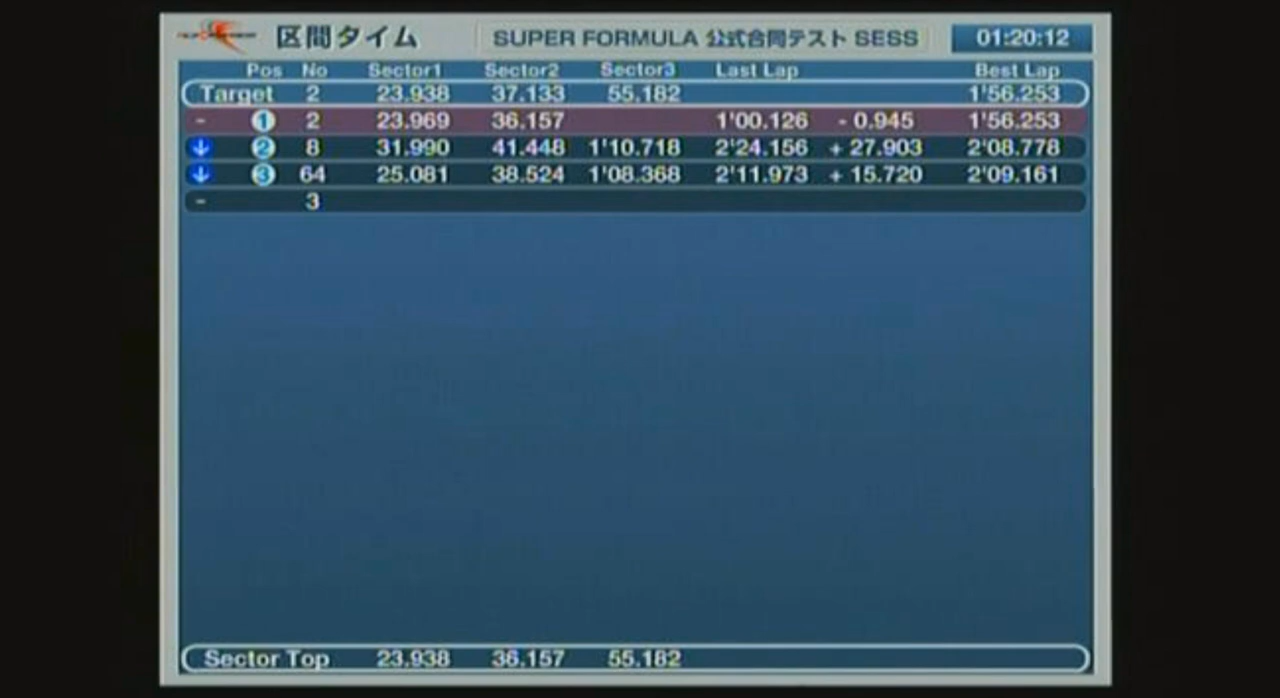 区間タイム SUPER FORMULA 公式合同テスト SESS 01:20:12
Pos No Sector1 Sector2 Sector3 Last Lap Best Lap
Target 2 23.938 37.133 55.182 1'56.253
- 1 2 23.969 36.157 1'00.126 - 0.945 1'56.253
↓ 2 8 31.990 41.448 1'10.718 2'24.156 + 27.903 2'08.778
↓ 3 64 25.081 38.524 1'08.368 2'11.973 + 15.720 2'09.161
- 3
Sector Top 23.938 36.157 55.182